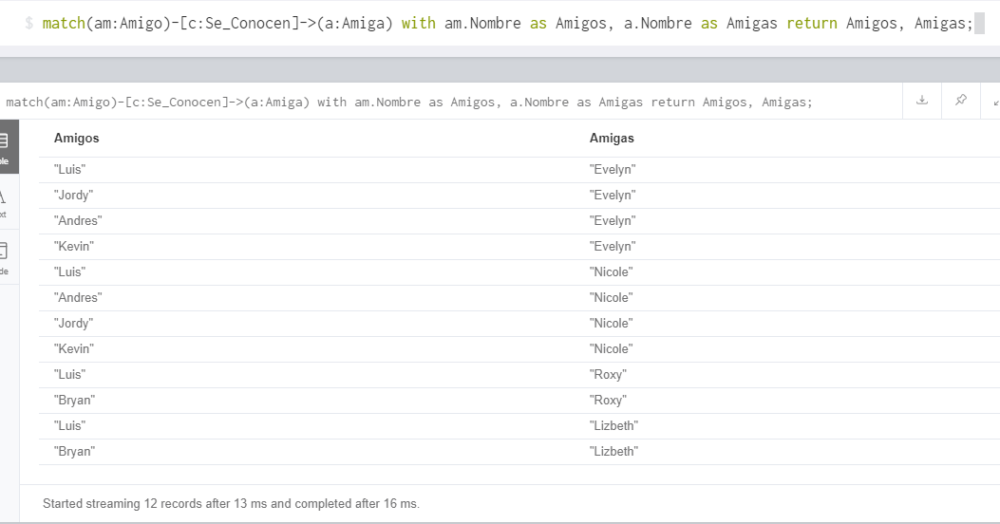 $ match(am:Amigo)-[c:Se_Conocen]->(a:Amiga) with am.Nombre as Amigos, a.Nombre as Amigas return Amigos, Amigas;
match(am:Amigo)-[c:Se_Conocen]->(a:Amiga) with am.Nombre as Amigos, a.Nombre as Amigas return Amigos, Amigas;
Amigos Amigas
"Luis" "Evelyn"
"Jordy" "Evelyn"
"Andres" "Evelyn"
"Kevin" "Evelyn"
"Luis" "Nicole"
"Andres" "Nicole"
"Jordy" "Nicole"
"Kevin" "Nicole"
"Luis" "Roxy"
"Bryan" "Roxy"
"Luis" "Lizbeth"
"Bryan" "Lizbeth"
Started streaming 12 records after 13 ms and completed after 16 ms.